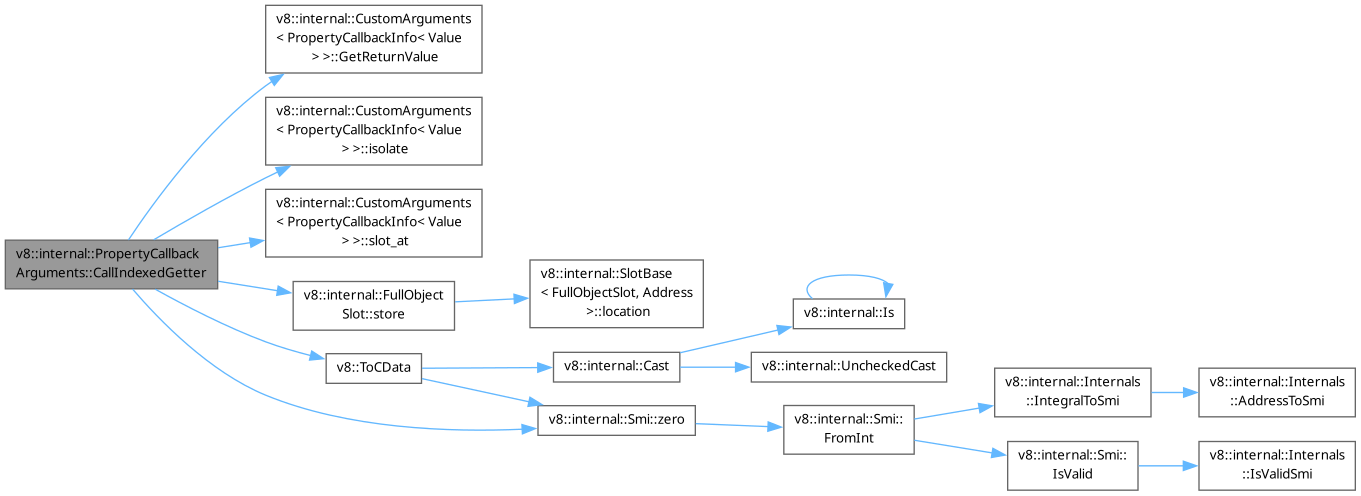 v8::internal::CustomArguments
< PropertyCallbackInfo< Value
> >::GetReturnValue
v8::internal::CustomArguments
< PropertyCallbackInfo< Value
> >::isolate
v8::internal::CustomArguments
< PropertyCallbackInfo< Value
> >::slot_at
v8::internal::PropertyCallback
Arguments::CallIndexedGetter
v8::internal::FullObject
Slot::store
v8::internal::SlotBase
< FullObjectSlot, Address
>::location
v8::internal::Is
v8::ToCData
v8::internal::Cast
v8::internal::UncheckedCast
v8::internal::Smi::zero
v8::internal::Smi::
FromInt
v8::internal::Internals
::IntegralToSmi
v8::internal::Internals
::AddressToSmi
v8::internal::Smi::
IsValid
v8::internal::Internals
::IsValidSmi